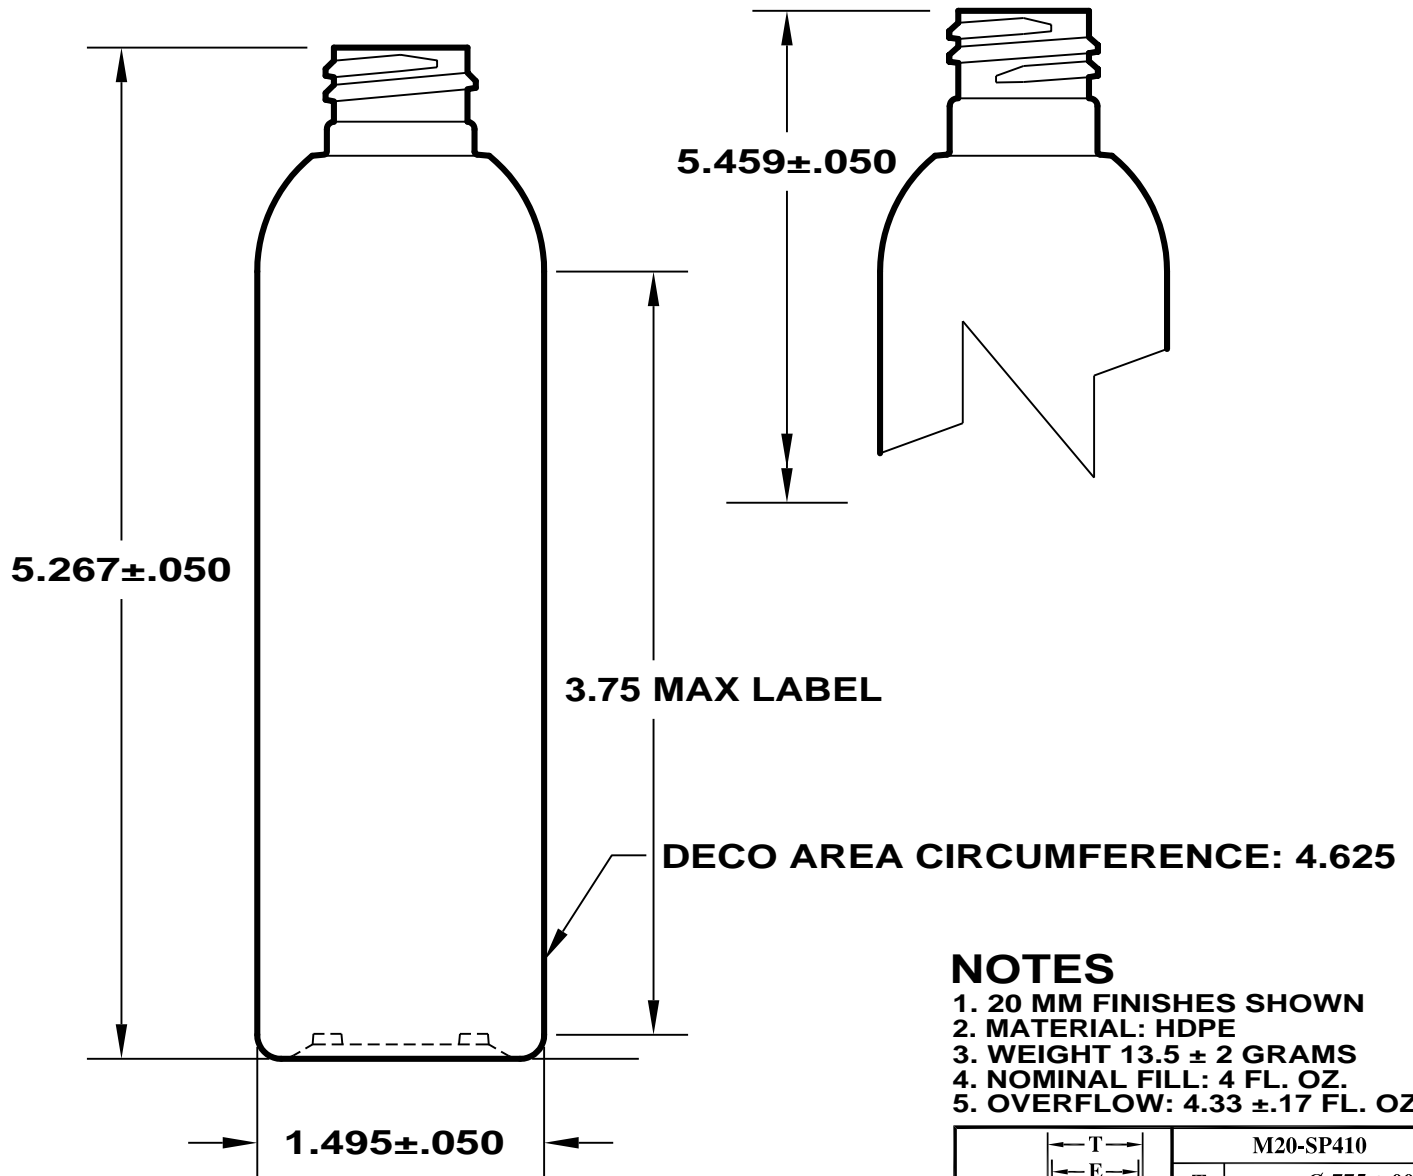 5.459±.050
5.267±.050
3.75 MAX LABEL
DECO AREA CIRCUMFERENCE: 4.625
1.495±.050
NOTES
1. 20 MM FINISHES SHOWN
2. MATERIAL: HDPE
3. WEIGHT 13.5 ± 2 GRAMS
4. NOMINAL FILL: 4 FL. OZ.
5. OVERFLOW: 4.33 ±.17 FL. OZ
T
E
M20-SP410